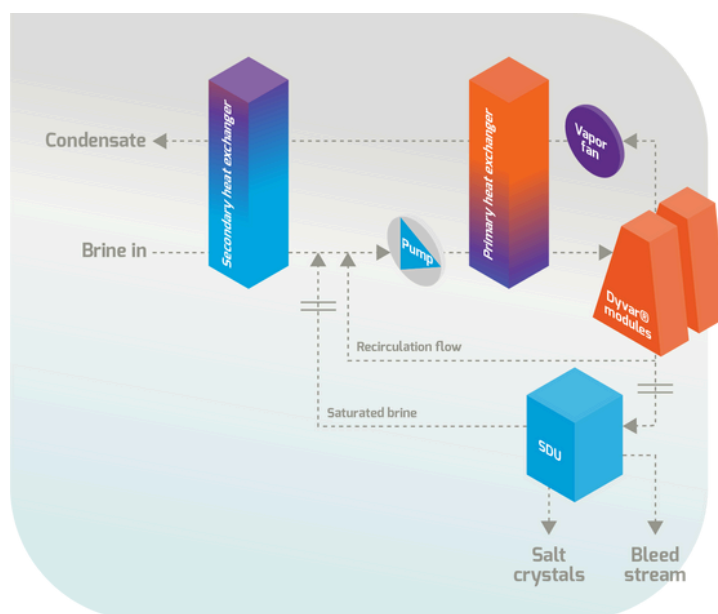 Condensate
Secondary heat exchanger
Primary heat exchanger
Vapor
fan
Brine in
Pump
Dyvar®
modules
Recirculation flow
Saturated brine
SDU
Salt
crystals
Bleed
stream